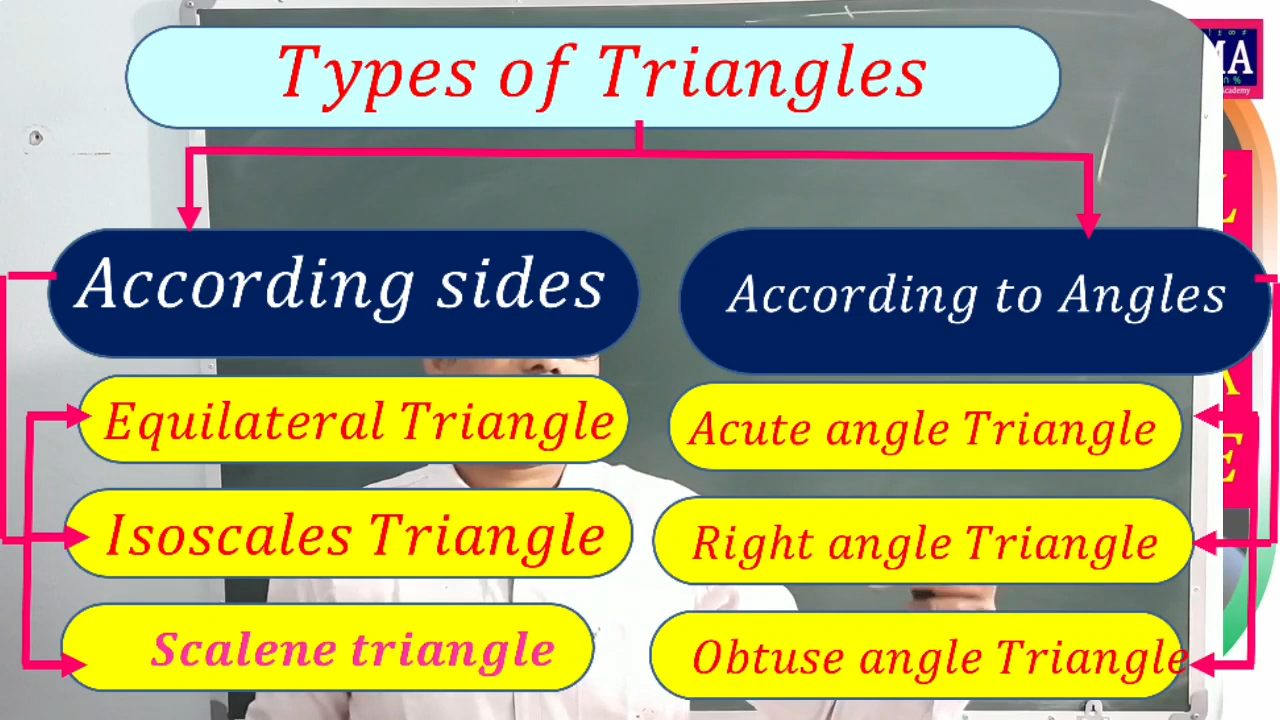 Types of Triangles
According sides
According to Angles
Equilateral Triangle
Acute angle Triangle
Isoscales Triangle
Right angle Triangle
Scalene triangle
Obtuse angle Triangle
MA